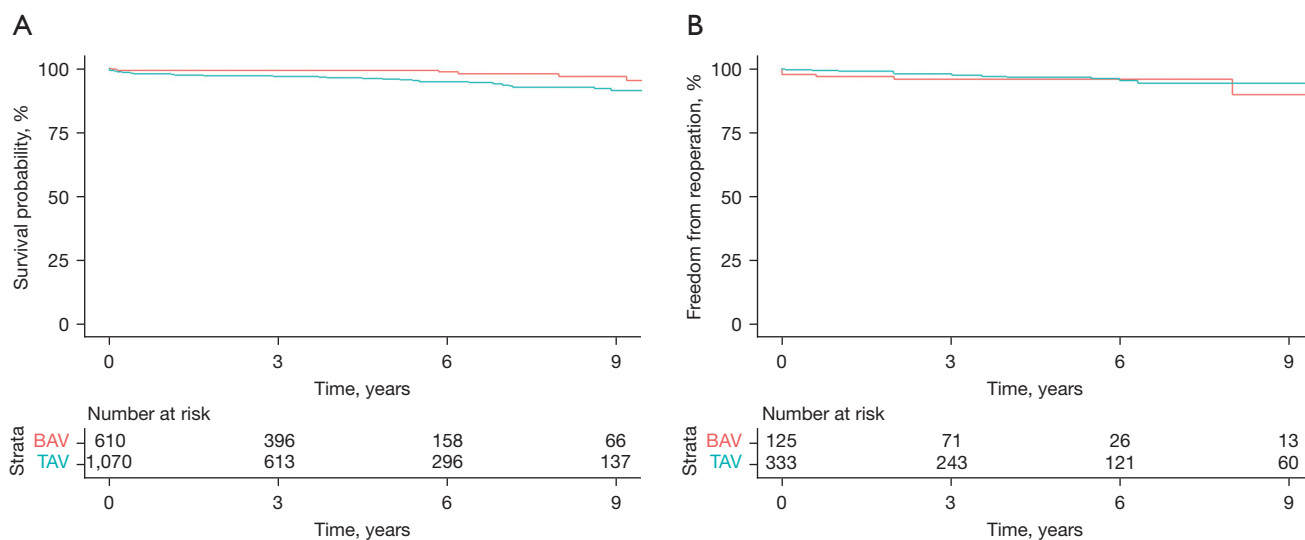 A
Survival probability, %
100
75
50
25
0
0 3 6 9
Time, years
Number at risk
Strata
BAV 610 396 158 66
TAV 1,070 613 296 137
0 3 6 9
Time, years
B
Freedom from reoperation, %
100
75
50
25
0
0 3 6 9
Time, years
Number at risk
Strata
BAV 125 71 26 13
TAV 333 243 121 60
0 3 6 9
Time, years